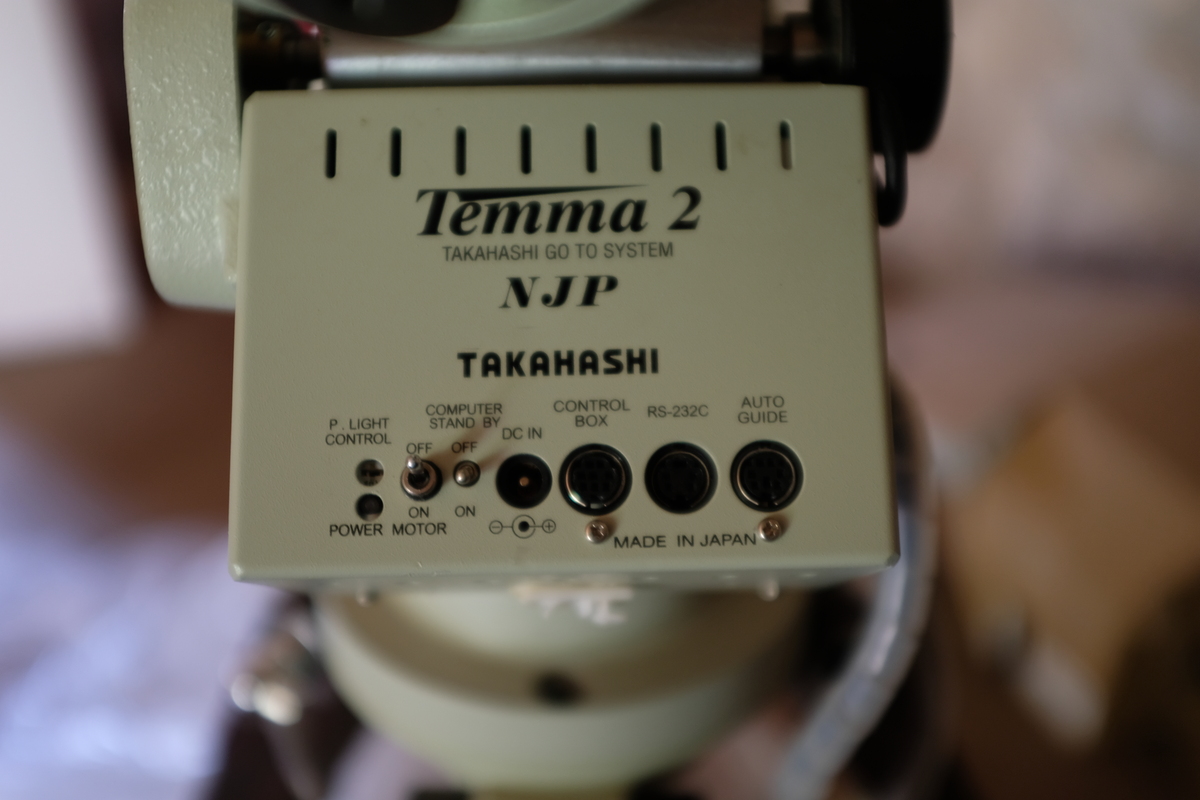 Temma 2
TAKAHASHI GO TO SYSTEM
NJP
TAKAHASHI
P . LIGHT
CONTROL
COMPUTER
STAND BY
DC IN
CONTROL
BOX
RS-232C
AUTO
GUIDE
OFF
OFF
ON
ON
POWER
MOTOR
MADE IN JAPAN